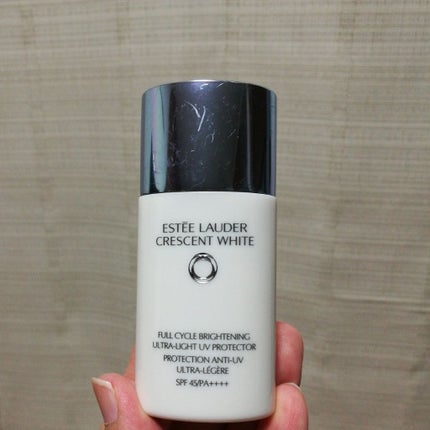 ESTĒE LAUDER
CRESCENT WHITE
FULL CYCLE BRIGHTENING
ULTRA-LIGHT UV PROTECTOR
PROTECTION ANTI-UV
ULTRA-LÉGÈRE
SPF 45/PA++++